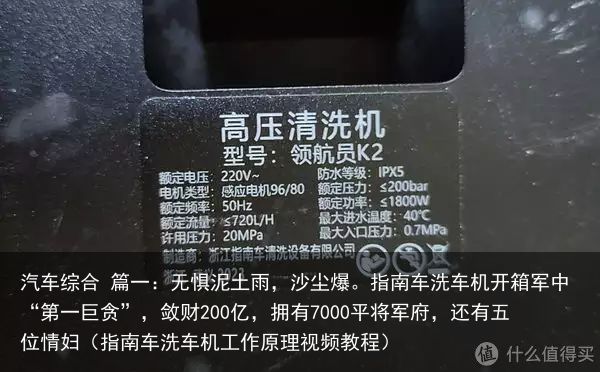 高压清洗机
型号：领航员K2
额定电压：220V~ 防水等级：IPX5
电机类型：感应电机96/80 额定压力：≤200bar
额定频率：50Hz 额定功率：≤1800W
额定流量：≤720L/H 最大进水温度：40℃
许用压力：20MPa 最大入口压力：0.7MPa
制造商：浙江指南车清洗设备有限公司
汽车综合 篇一：无惧泥土雨，沙尘爆。指南车洗车机开箱军中
“第一巨贪”，敛财200亿，拥有7000平将军府，还有五
位情妇（指南车洗车机工作原理视频教程）
值 什么值得买